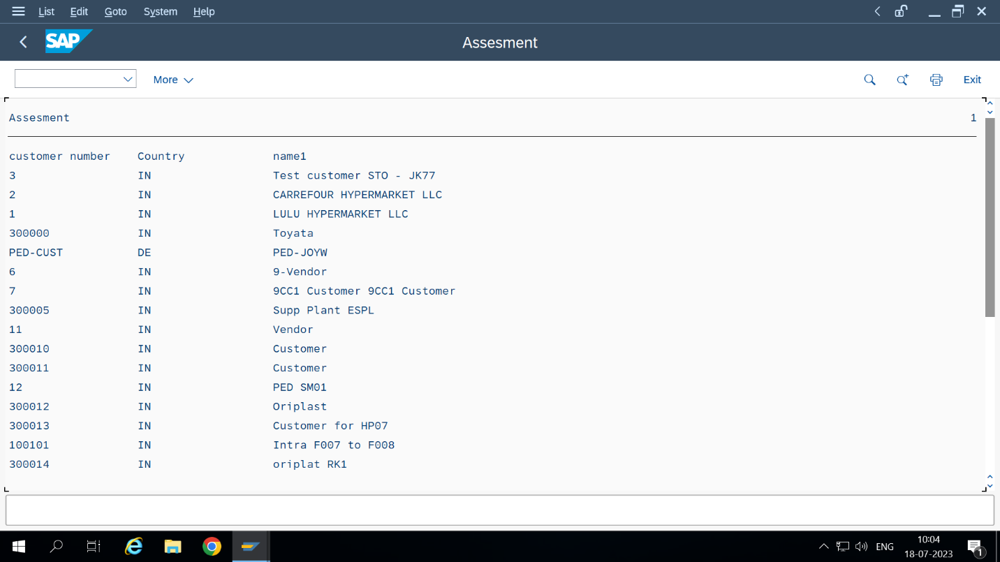 List Edit Goto System Help
SAP Assesment
More Exit
Assesment 1
customer number Country name1
3 IN Test customer STO - JK77
2 IN CARREFOUR HYPERMARKET LLC
1 IN LULU HYPERMARKET LLC
300000 IN Toyata
PED-CUST DE PED-JOYW
6 IN 9-Vendor
7 IN 9CC1 Customer 9CC1 Customer
300005 IN Supp Plant ESPL
11 IN Vendor
300010 IN Customer
300011 IN Customer
12 IN PED SM01
300012 IN Oriplast
300013 IN Customer for HP07
100101 IN Intra F007 to F008
300014 IN oriplat RK1
ENG 10:04
18-07-2023 1